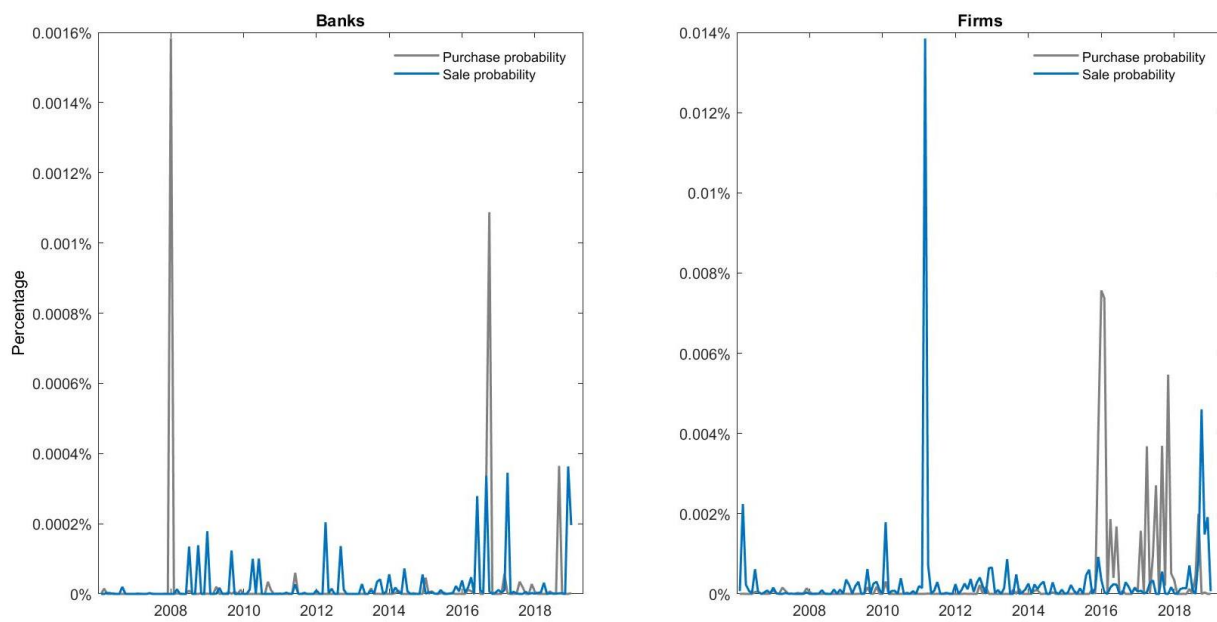 Banks
Percentage
0.0016%
0.0014%
0.0012%
0.001%
0.0008%
0.0006%
0.0004%
0.0002%
0%
Purchase probability
Sale probability
2008 2010 2012 2014 2016 2018
Firms
0.014%
0.012%
0.01%
0.008%
0.006%
0.004%
0.002%
0%
Purchase probability
Sale probability
2008 2010 2012 2014 2016 2018